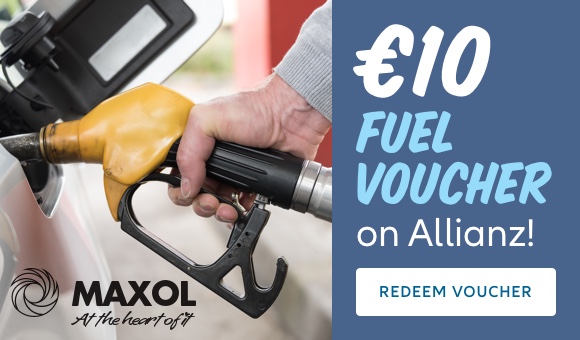 €10
FUEL
VOUCHER
on Allianz!
REDEEM VOUCHER
MAXOL
At the heart of it